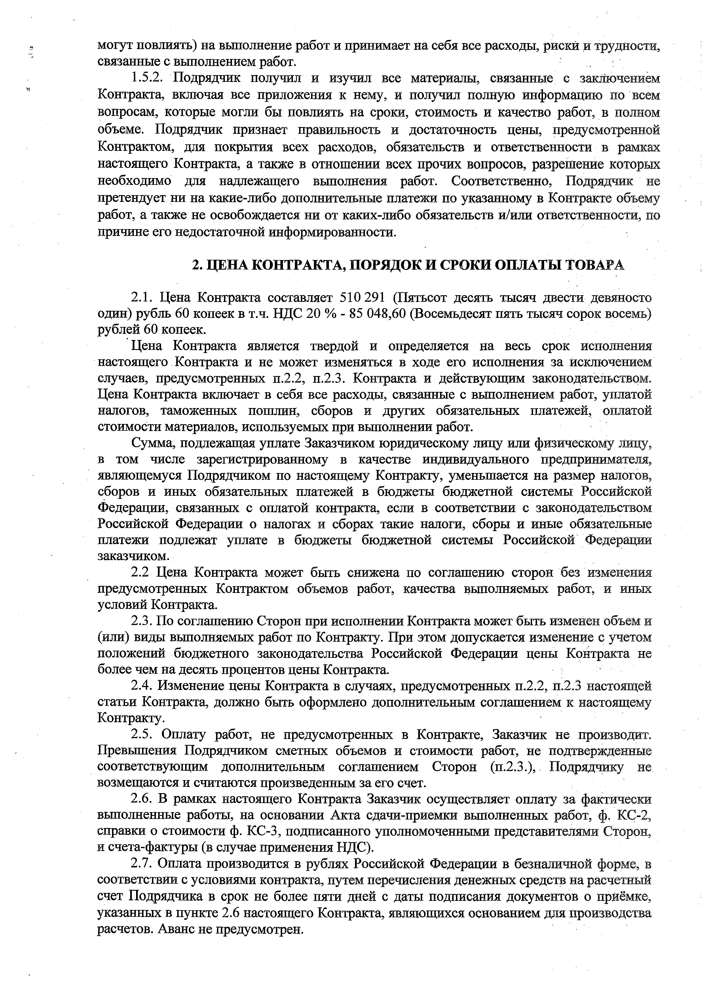 могут повлиять) на выполнение работ и принимает на себя все расходы, риски и трудности,
связанные с выполнением работ.
1.5.2. Подрядчик получил и изучил все материалы, связанные с заключением
Контракта, включая все приложения к нему, и получил полную информацию по всем
вопросам, которые могли бы повлиять на сроки, стоимость и качество работ, в полном
объеме. Подрядчик признает правильность и достаточность цены, предусмотренной
Контрактом, для покрытия всех расходов, обязательств и ответственности в рамках
настоящего Контракта, а также в отношении всех прочих вопросов, разрешение которых
необходимо для надлежащего выполнения работ. Соответственно, Подрядчик не
претендует ни на какие-либо дополнительные платежи по указанному в Контракте объему
работ, а также не освобождается ни от каких-либо обязательств и/или ответственности, по
причине его недостаточной информированности.
2. ЦЕНА КОНТРАКТА, ПОРЯДОК И СРОКИ ОПЛАТЫ ТОВАРА
2.1. Цена Контракта составляет 510 291 (Пятьсот десять тысяч двести девяносто
один) рубль 60 копеек в т.ч. НДС 20 % - 85 048,60 (Восемьдесят пять тысяч сорок восемь)
рублей 60 копеек.
Цена Контракта является твердой и определяется на весь срок исполнения
настоящего Контракта и не может изменяться в ходе его исполнения за исключением
случаев, предусмотренных п.2.2, п.2.3. Контракта и действующим законодательством.
Цена Контракта включает в себя все расходы, связанные с выполнением работ, уплатой
налогов, таможенных пошлин, сборов и других обязательных платежей, оплатой
стоимости материалов, используемых при выполнении работ.
Сумма, подлежащая уплате Заказчиком юридическому лицу или физическому лицу,
в том числе зарегистрированному в качестве индивидуального предпринимателя,
являющемуся Подрядчиком по настоящему Контракту, уменьшается на размер налогов,
сборов и иных обязательных платежей в бюджеты бюджетной системы Российской
Федерации, связанных с оплатой контракта, если в соответствии с законодательством
Российской Федерации о налогах и сборах такие налоги, сборы и иные обязательные
платежи подлежат уплате в бюджеты бюджетной системы Российской Федерации
заказчиком.
2.2 Цена Контракта может быть снижена по соглашению сторон без изменения
предусмотренных Контрактом объемов работ, качества выполняемых работ, и иных
условий Контракта.
2.3. По соглашению Сторон при исполнении Контракта может быть изменен объем и
(или) виды выполняемых работ по Контракту. При этом допускается изменение с учетом
положений бюджетного законодательства Российской Федерации цены Контракта не
более чем на десять процентов цены Контракта.
2.4. Изменение цены Контракта в случаях, предусмотренных п.2.2, п.2.3 настоящей
статьи Контракта, должно быть оформлено дополнительным соглашением к настоящему
Контракту.
2.5. Оплату работ, не предусмотренных в Контракте, Заказчик не производит.
Превышения Подрядчиком сметных объемов и стоимости работ, не подтвержденные
соответствующим дополнительным соглашением Сторон (п.2.3.), Подрядчику не
возмещаются и считаются произведенным за его счет.
2.6. В рамках настоящего Контракта Заказчик осуществляет оплату за фактически
выполненные работы, на основании Акта сдачи-приемки выполненных работ, ф. КС-2,
справки о стоимости ф. КС-3, подписанного уполномоченными представителями Сторон,
и счета-фактуры (в случае применения НДС).
2.7. Оплата производится в рублях Российской Федерации в безналичной форме, в
соответствии с условиями контракта, путем перечисления денежных средств на расчетный
счет Подрядчика в срок не более пяти дней с даты подписания документов о приёмке,
указанных в пункте 2.6 настоящего Контракта, являющихся основанием для производства
расчетов. Аванс не предусмотрен.